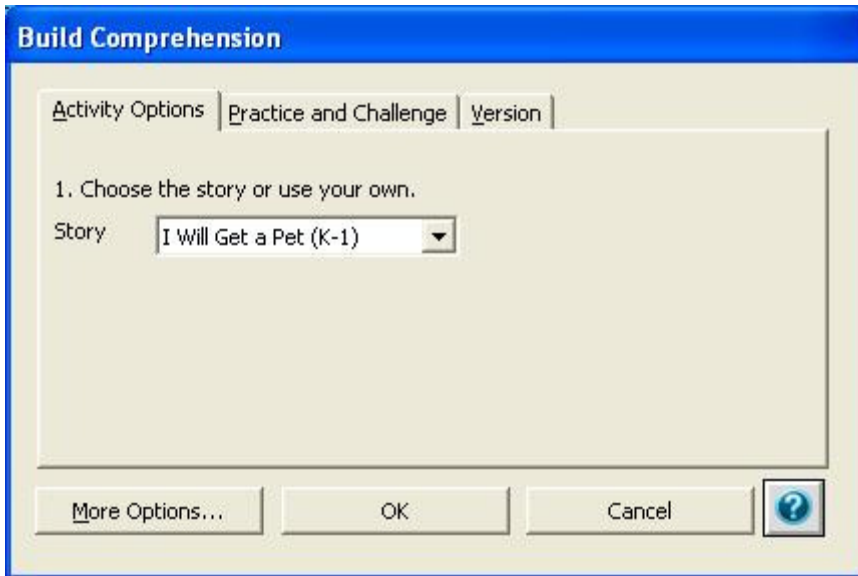 Build Comprehension
Activity Options Practice and Challenge Version
1. Choose the story or use your own.
Story I Will Get a Pet (K-1)
More Options... OK Cancel ?